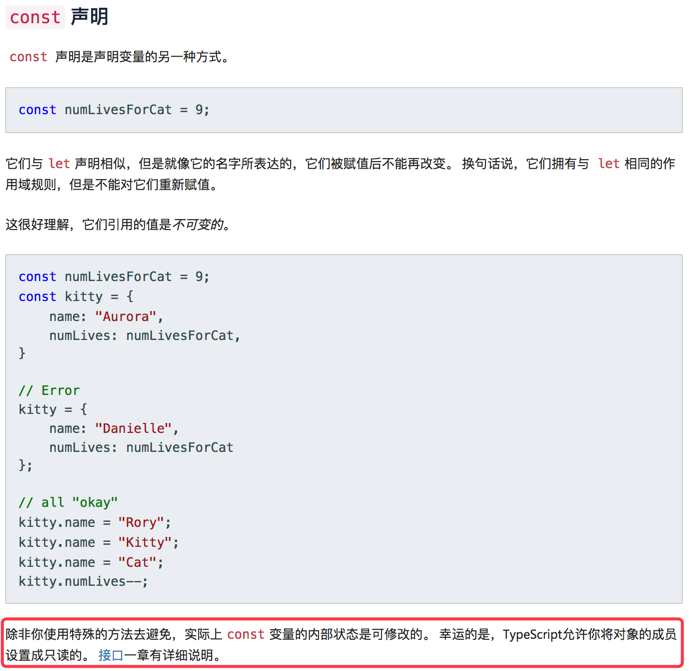 const 声明
const 声明是声明变量的另一种方式。
const numLivesForCat = 9;
它们与 let 声明相似，但是就像它的名字所表达的，它们被赋值后不能再改变。 换句话说，它们拥有与 let 相同的作
用域规则，但是不能对它们重新赋值。
这很好理解，它们引用的值是不可变的。
const numLivesForCat = 9;
const kitty = {
    name: "Aurora",
    numLives: numLivesForCat,
}
// Error
kitty = {
    name: "Danielle",
    numLives: numLivesForCat
};
// all "okay"
kitty.name = "Rory";
kitty.name = "Kitty";
kitty.name = "Cat";
kitty.numLives--;
除非你使用特殊的方法去避免，实际上 const 变量的内部状态是可修改的。 幸运的是，TypeScript允许你将对象的成员
设置成只读的。 接口一章有详细说明。